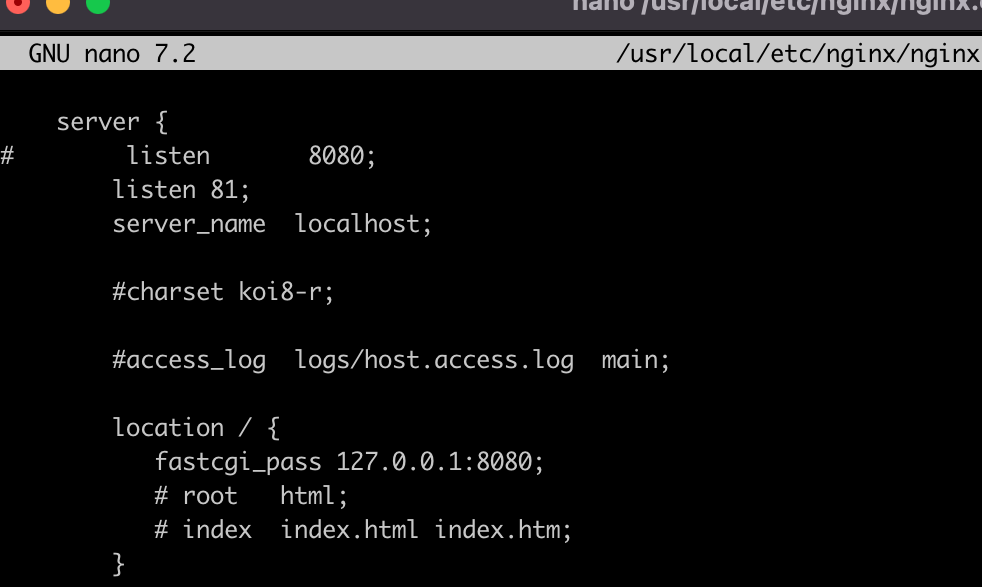 nano /usr/local/etc/nginx/nginx.
GNU nano 7.2 /usr/local/etc/nginx/nginx
server {
# listen 8080;
listen 81;
server_name localhost;
#charset koi8-r;
#access_log logs/host.access.log main;
location / {
fastcgi_pass 127.0.0.1:8080;
# root html;
# index index.html index.htm;
}